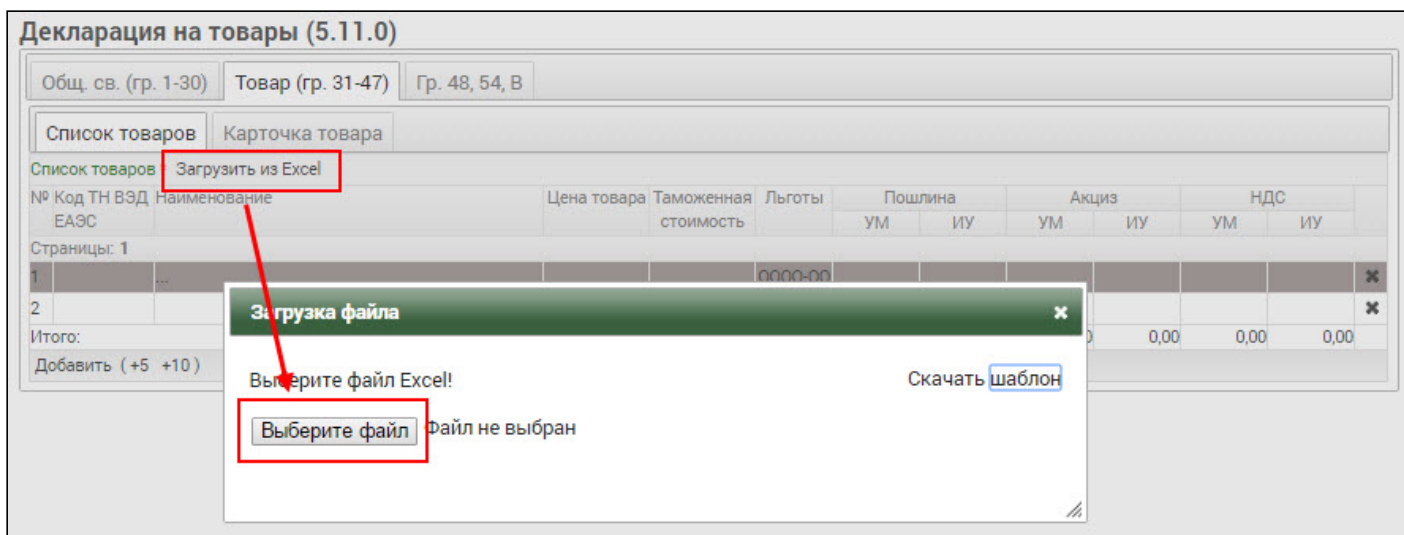 Декларация на товары (5.11.0)
Общ. св. (гр. 1-30) Товар (гр. 31-47) Гр. 48, 54, В
Список товаров Карточка товара
Список товаров Загрузить из Excel
№ Код ТН ВЭД Наименование Цена товара Таможенная Льготы Пошлина Акциз НДС
ЕАЭС стоимость УМ ИУ УМ ИУ УМ ИУ
Страницы: 1
1 ... OOOO-OO
2
Загрузка файла
Итого: 0,00 0,00 0,00
Добавить ( +5 +10 )
Выберите файл Excel! Скачать шаблон
Выберите файл Файл не выбран